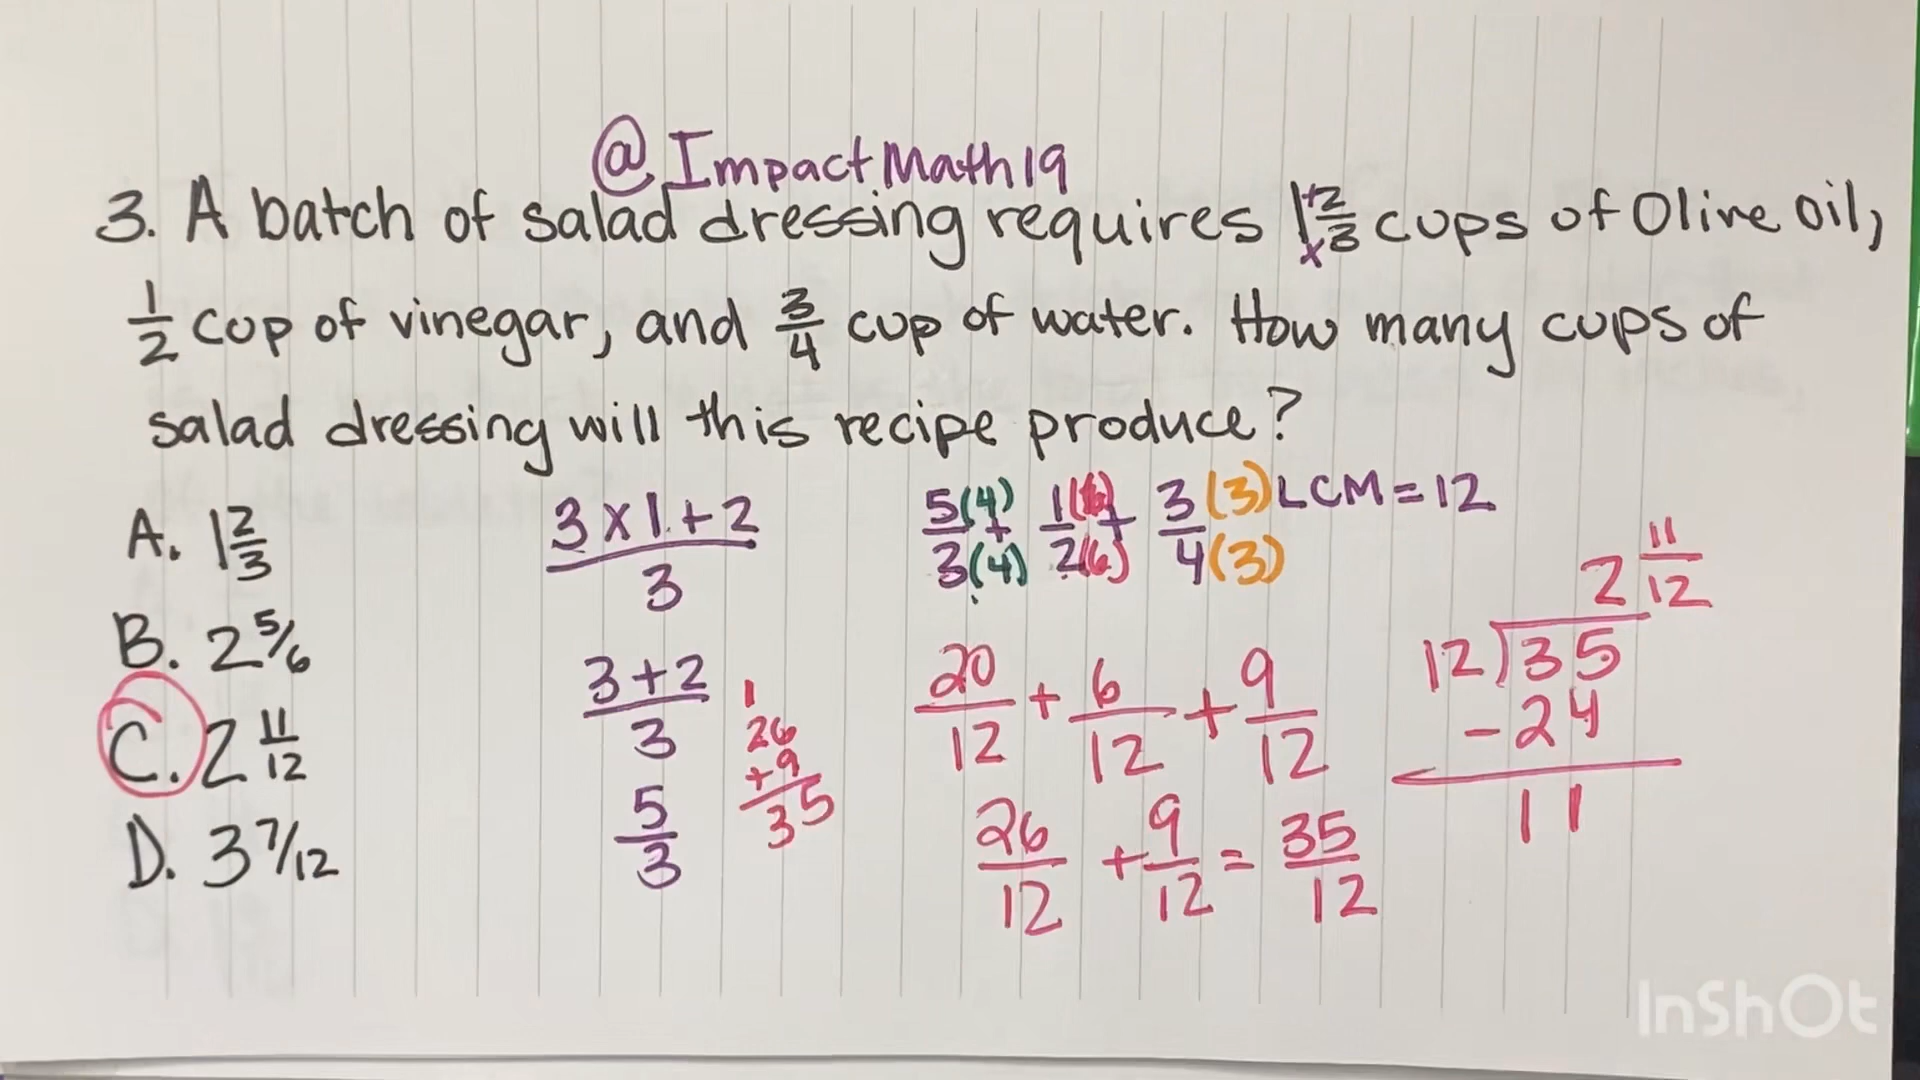 @ImpactMath19
3. A batch of salad dressing requires 1 2/3 cups of Olive Oil,
1/2 cup of vinegar, and 3/4 cup of water. How many cups of
salad dressing will this recipe produce?
A. 1 2/3
B. 2 5/6
C. 2 11/12
D. 3 7/12
3 x 1 + 2
3
3 + 2
3
5
3
1
26
+9
35
5(4) + 1(6) + 3(3) LCM = 12
3(4) 2(6) 4(3)
20/12 + 6/12 + 9/12
26/12 + 9/12 = 35/12
2 11/12
12)35
-24
11
InShOt